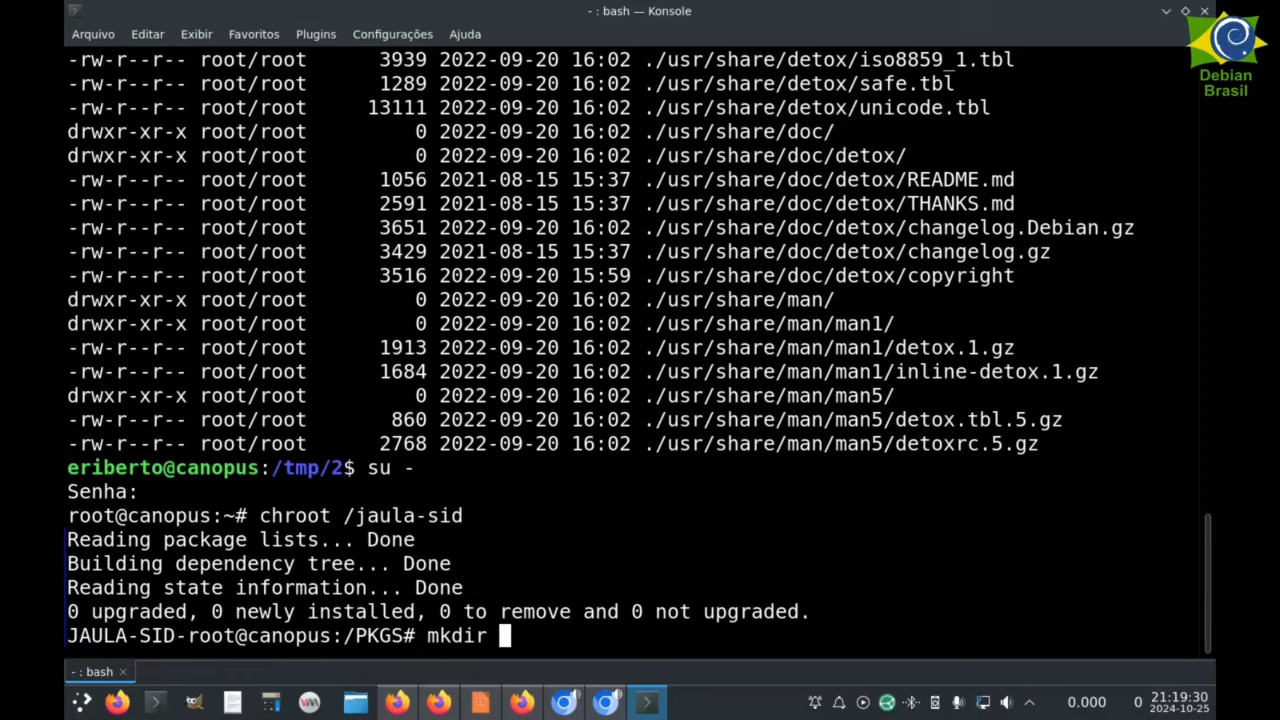 - : bash — Konsole
Arquivo Editar Exibir Favoritos Plugins Configurações Ajuda
Debian
Brasil
-rw-r--r-- root/root      3939 2022-09-20 16:02 ./usr/share/detox/iso8859_1.tbl
-rw-r--r-- root/root      1289 2022-09-20 16:02 ./usr/share/detox/safe.tbl
-rw-r--r-- root/root     13111 2022-09-20 16:02 ./usr/share/detox/unicode.tbl
drwxr-xr-x root/root         0 2022-09-20 16:02 ./usr/share/doc/
drwxr-xr-x root/root         0 2022-09-20 16:02 ./usr/share/doc/detox/
-rw-r--r-- root/root      1056 2021-08-15 15:37 ./usr/share/doc/detox/README.md
-rw-r--r-- root/root      2591 2021-08-15 15:37 ./usr/share/doc/detox/THANKS.md
-rw-r--r-- root/root      3651 2022-09-20 16:02 ./usr/share/doc/detox/changelog.Debian.gz
-rw-r--r-- root/root      3429 2021-08-15 15:37 ./usr/share/doc/detox/changelog.gz
-rw-r--r-- root/root      3516 2022-09-20 15:59 ./usr/share/doc/detox/copyright
drwxr-xr-x root/root         0 2022-09-20 16:02 ./usr/share/man/
drwxr-xr-x root/root         0 2022-09-20 16:02 ./usr/share/man/man1/
-rw-r--r-- root/root      1913 2022-09-20 16:02 ./usr/share/man/man1/detox.1.gz
-rw-r--r-- root/root      1684 2022-09-20 16:02 ./usr/share/man/man1/inline-detox.1.gz
drwxr-xr-x root/root         0 2022-09-20 16:02 ./usr/share/man/man5/
-rw-r--r-- root/root       860 2022-09-20 16:02 ./usr/share/man/man5/detox.tbl.5.gz
-rw-r--r-- root/root      2768 2022-09-20 16:02 ./usr/share/man/man5/detoxrc.5.gz
eriberto@canopus:/tmp/2$ su -
Senha:
root@canopus:~# chroot /jaula-sid
Reading package lists... Done
Building dependency tree... Done
Reading state information... Done
0 upgraded, 0 newly installed, 0 to remove and 0 not upgraded.
JAULA-SID-root@canopus:/PKGS# mkdir
- : bash
0.000 0 21:19:30
2024-10-25